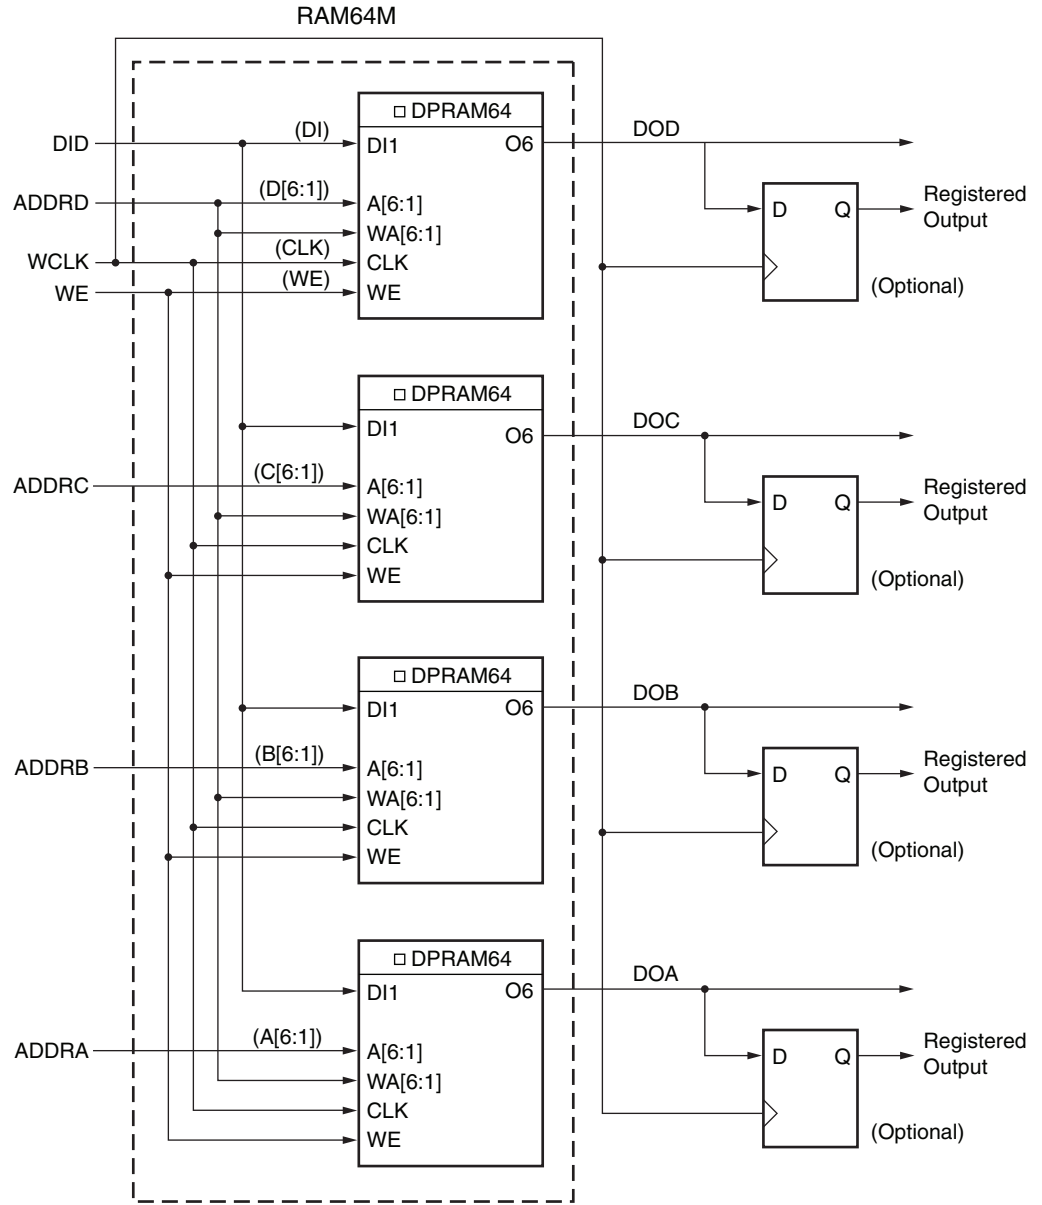 RAM64M
DPRAM64
DID
(DI)
DI1
O6
DOD
ADDRD
(D[6:1])
A[6:1]
D
Q
Registered
Output
WA[6:1]
WCLK
(CLK)
CLK
WE
(WE)
WE
(Optional)
DPRAM64
DI1
O6
DOC
ADDRC
(C[6:1])
A[6:1]
D
Q
Registered
Output
WA[6:1]
CLK
WE
(Optional)
DPRAM64
DI1
O6
DOB
ADDRB
(B[6:1])
A[6:1]
D
Q
Registered
Output
WA[6:1]
CLK
WE
(Optional)
DPRAM64
DI1
O6
DOA
ADDRA
(A[6:1])
A[6:1]
D
Q
Registered
Output
WA[6:1]
CLK
WE
(Optional)